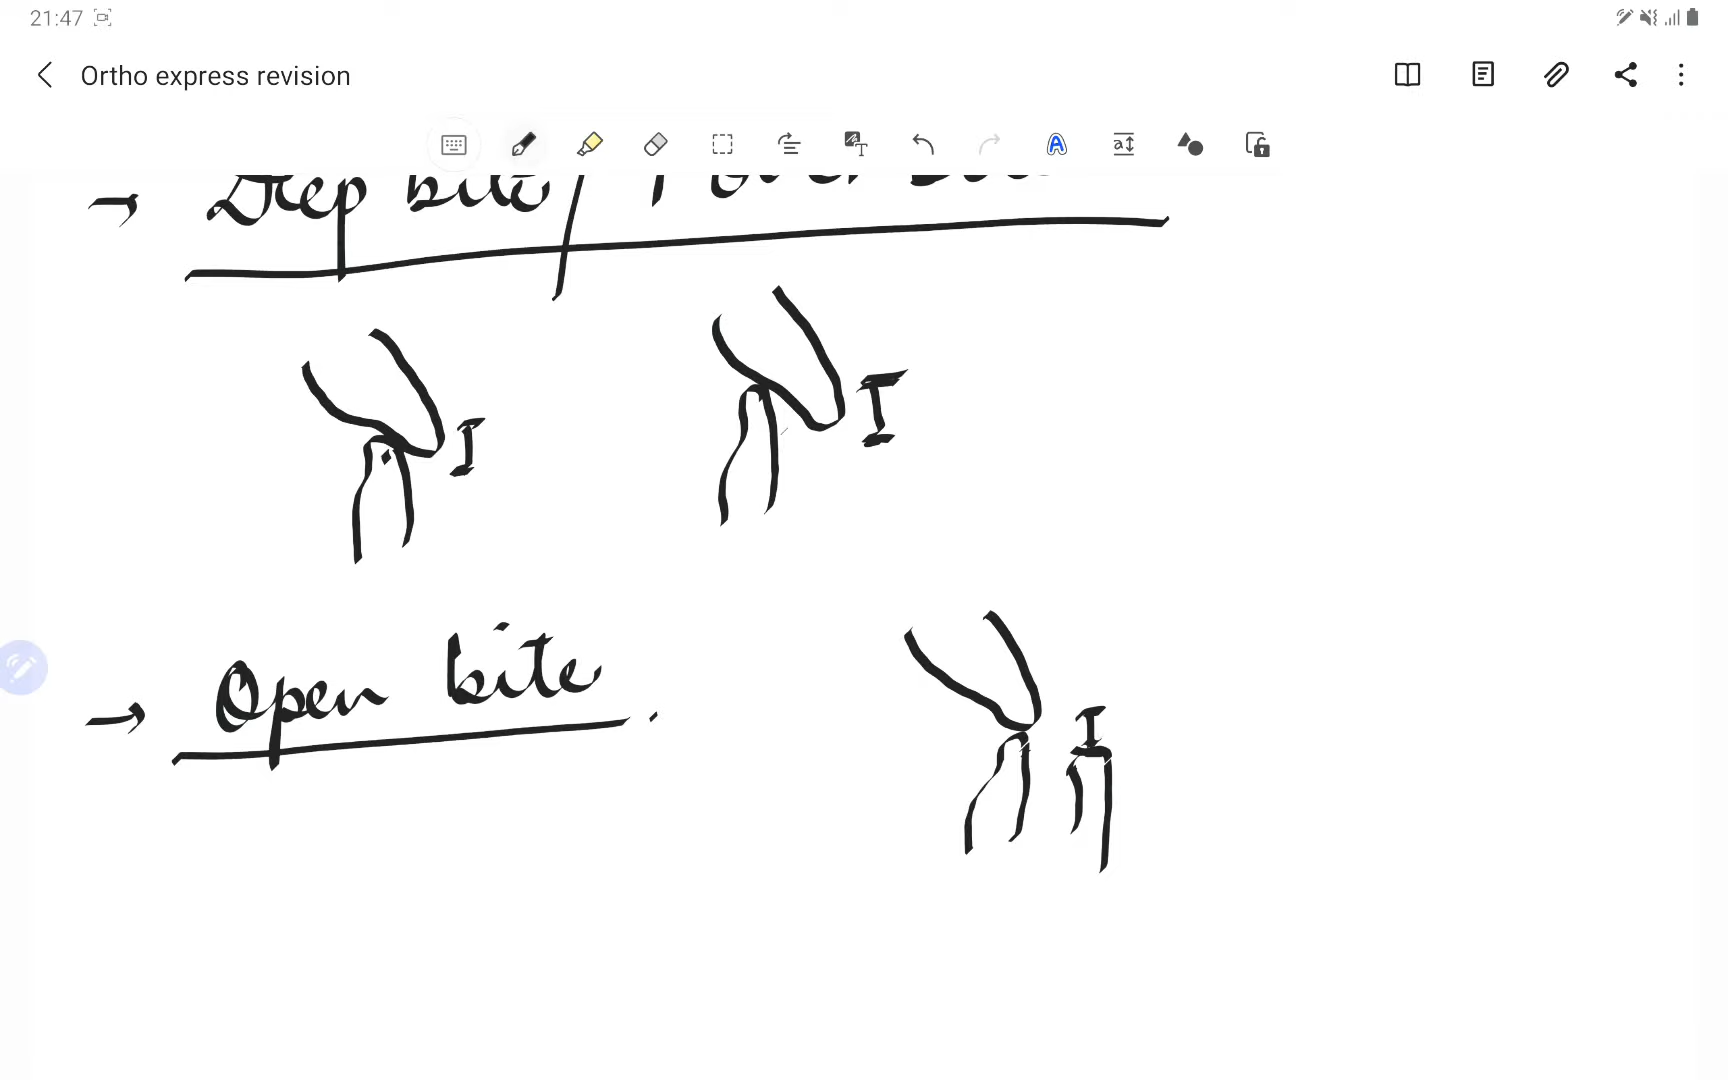 21:47
Ortho express revision
→ Deep bite /
I
I
→ Open bite.
I